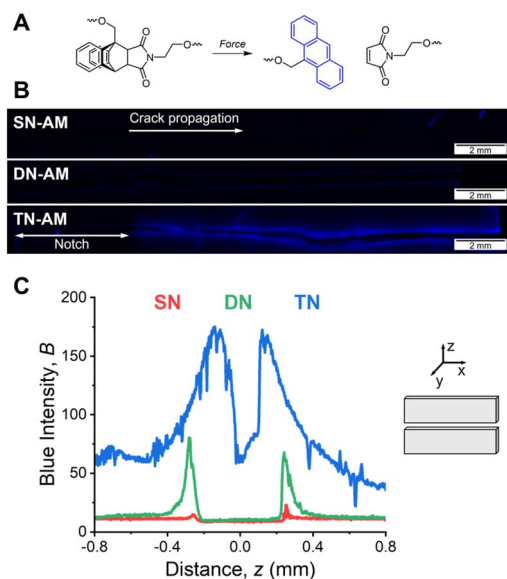 A
O
O
N
O
O
Force
O
O
N
O
O
B
SN-AM
Crack propagation
2 mm
DN-AM
2 mm
TN-AM
Notch
2 mm
C
SN DN TN
Blue Intensity, B
200
150
100
50
0
-0.8 -0.4 0.0 0.4 0.8
Distance, z (mm)
z
x
y